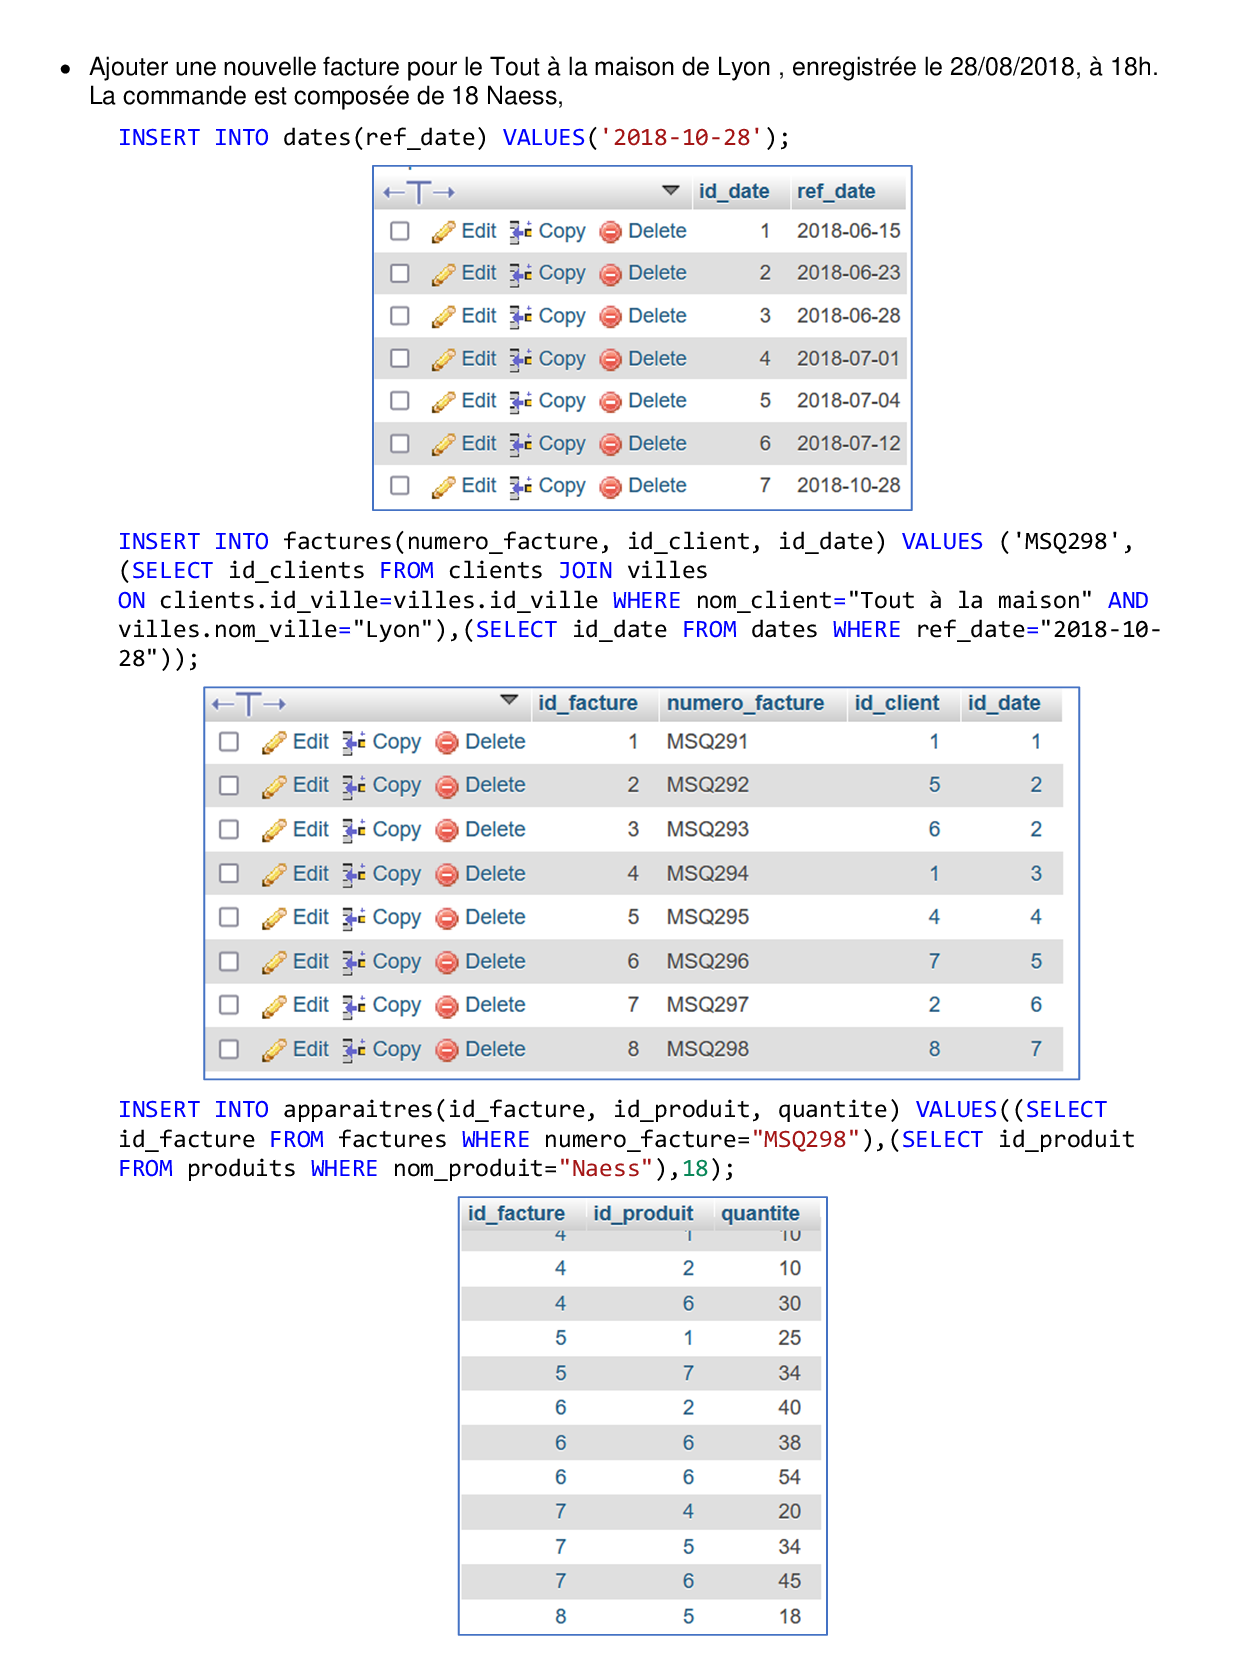 • Ajouter une nouvelle facture pour le Tout à la maison de Lyon , enregistrée le 28/08/2018, à 18h.
La commande est composée de 18 Naess,
INSERT INTO dates(ref_date) VALUES('2018-10-28');
id_date ref_date
Edit Copy Delete 1 2018-06-15
Edit Copy Delete 2 2018-06-23
Edit Copy Delete 3 2018-06-28
Edit Copy Delete 4 2018-07-01
Edit Copy Delete 5 2018-07-04
Edit Copy Delete 6 2018-07-12
Edit Copy Delete 7 2018-10-28
INSERT INTO factures(numero_facture, id_client, id_date) VALUES ('MSQ298',
(SELECT id_clients FROM clients JOIN villes
ON clients.id_ville=villes.id_ville WHERE nom_client="Tout à la maison" AND
villes.nom_ville="Lyon"),(SELECT id_date FROM dates WHERE ref_date="2018-10-
28"));
id_facture numero_facture id_client id_date
Edit Copy Delete 1 MSQ291 1 1
Edit Copy Delete 2 MSQ292 5 2
Edit Copy Delete 3 MSQ293 6 2
Edit Copy Delete 4 MSQ294 1 3
Edit Copy Delete 5 MSQ295 4 4
Edit Copy Delete 6 MSQ296 7 5
Edit Copy Delete 7 MSQ297 2 6
Edit Copy Delete 8 MSQ298 8 7
INSERT INTO apparaitres(id_facture, id_produit, quantite) VALUES((SELECT
id_facture FROM factures WHERE numero_facture="MSQ298"),(SELECT id_produit
FROM produits WHERE nom_produit="Naess"),18);
id_facture id_produit quantite
4 1 10
4 2 10
4 6 30
5 1 25
5 7 34
6 2 40
6 6 38
6 6 54
7 4 20
7 5 34
7 6 45
8 5 18